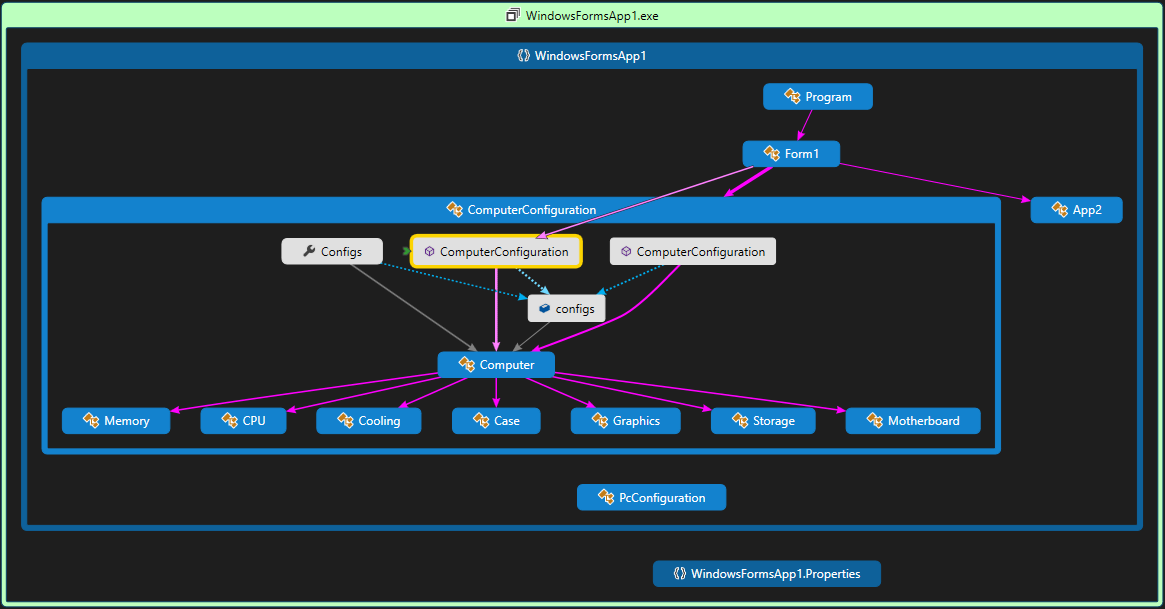 WindowsFormsApp1.exe
WindowsFormsApp1
Program
Form1
ComputerConfiguration
App2
Configs
ComputerConfiguration
ComputerConfiguration
configs
Computer
Memory
CPU
Cooling
Case
Graphics
Storage
Motherboard
PcConfiguration
WindowsFormsApp1.Properties